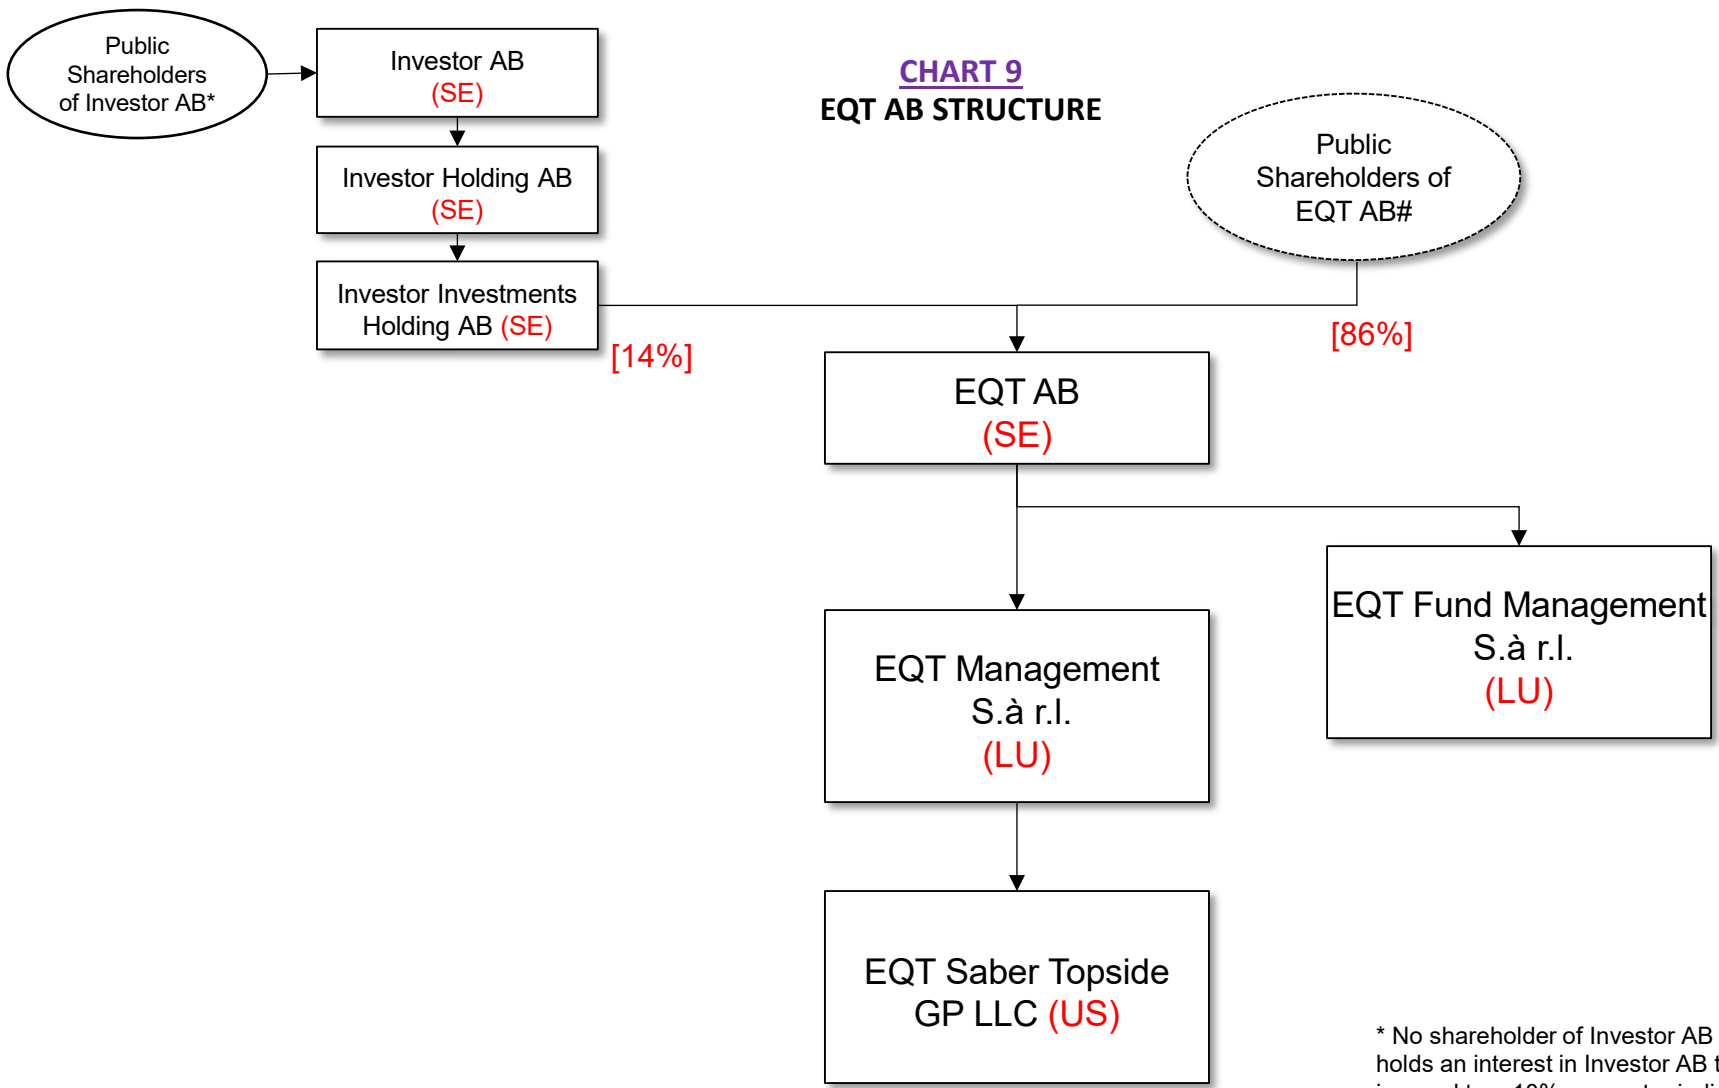 Public
Shareholders
of Investor AB*
Investor AB
(SE)
CHART 9
EQT AB STRUCTURE
Investor Holding AB
(SE)
Public
Shareholders of
EQT AB#
Investor Investments
Holding AB (SE)
[14%]
[86%]
EQT AB
(SE)
EQT Fund Management
S.à r.l.
(LU)
EQT Management
S.à r.l.
(LU)
EQT Saber Topside
GP LLC (US)
* No shareholder of Investor AB
holds an interest in Investor AB